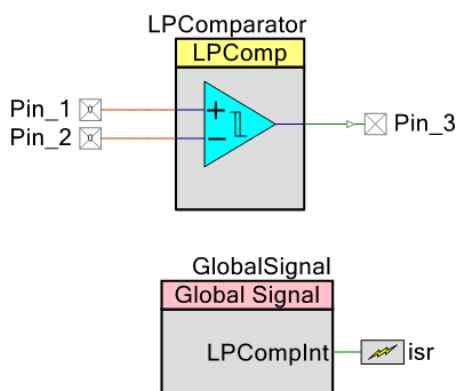 LPComparator
LPComp
Pin_1
+
Pin_2
−
Pin_3
GlobalSignal
Global Signal
LPCompInt
isr